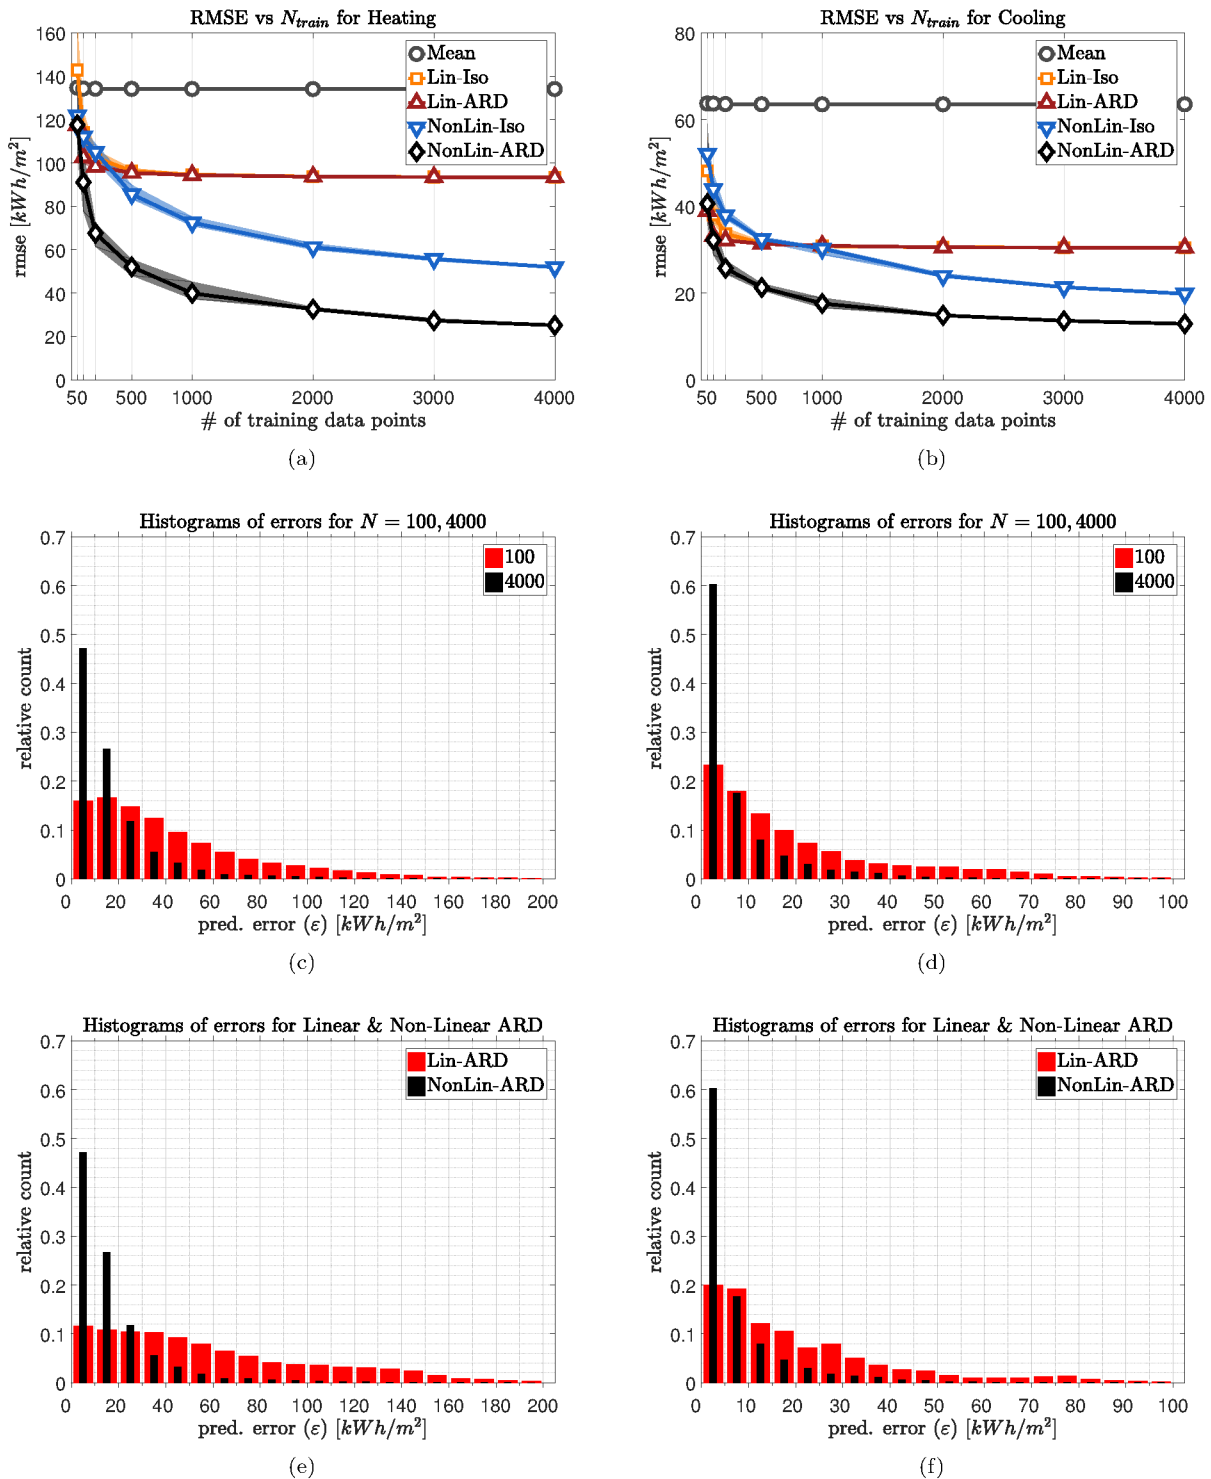 RMSE vs N_train for Heating
160
140
120
100
80
60
40
20
0
rmse [kWh/m²]
Mean
Lin-Iso
Lin-ARD
NonLin-Iso
NonLin-ARD
50 500 1000 2000 3000 4000
# of training data points
(a)
RMSE vs N_train for Cooling
80
60
40
20
0
rmse [kWh/m²]
Mean
Lin-Iso
Lin-ARD
NonLin-Iso
NonLin-ARD
50 500 1000 2000 3000 4000
# of training data points
(b)
Histograms of errors for N = 100, 4000
0.7
0.6
0.5
0.4
0.3
0.2
0.1
0
relative count
100
4000
0 20 40 60 80 100 120 140 160 180 200
pred. error (ε) [kWh/m²]
(c)
Histograms of errors for N = 100, 4000
0.7
0.6
0.5
0.4
0.3
0.2
0.1
0
relative count
100
4000
0 10 20 30 40 50 60 70 80 90 100
pred. error (ε) [kWh/m²]
(d)
Histograms of errors for Linear & Non-Linear ARD
0.7
0.6
0.5
0.4
0.3
0.2
0.1
0
relative count
Lin-ARD
NonLin-ARD
0 20 40 60 80 100 120 140 160 180 200
pred. error (ε) [kWh/m²]
(e)
Histograms of errors for Linear & Non-Linear ARD
0.7
0.6
0.5
0.4
0.3
0.2
0.1
0
relative count
Lin-ARD
NonLin-ARD
0 10 20 30 40 50 60 70 80 90 100
pred. error (ε) [kWh/m²]
(f)